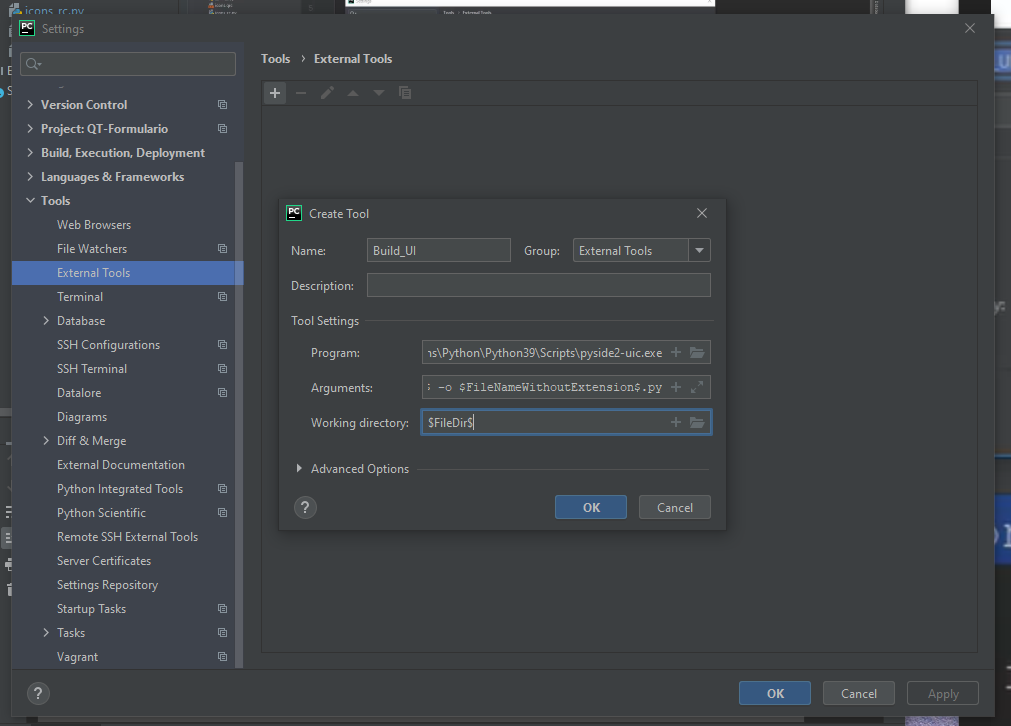 icons_rc.py
PC Settings
Tools › External Tools
Version Control
Project: QT-Formulario
Build, Execution, Deployment
Languages & Frameworks
Tools
Web Browsers
File Watchers
External Tools
Terminal
Database
SSH Configurations
SSH Terminal
Datalore
Diagrams
Diff & Merge
External Documentation
Python Integrated Tools
Python Scientific
Remote SSH External Tools
Server Certificates
Settings Repository
Startup Tasks
Tasks
Vagrant
PC Create Tool
Name: Build_UI Group: External Tools
Description:
Tool Settings
Program: ns\Python\Python39\Scripts\pyside2-uic.exe
Arguments: -o $FileNameWithoutExtension$.py
Working directory: $FileDir$
Advanced Options
? OK Cancel
? OK Cancel Apply